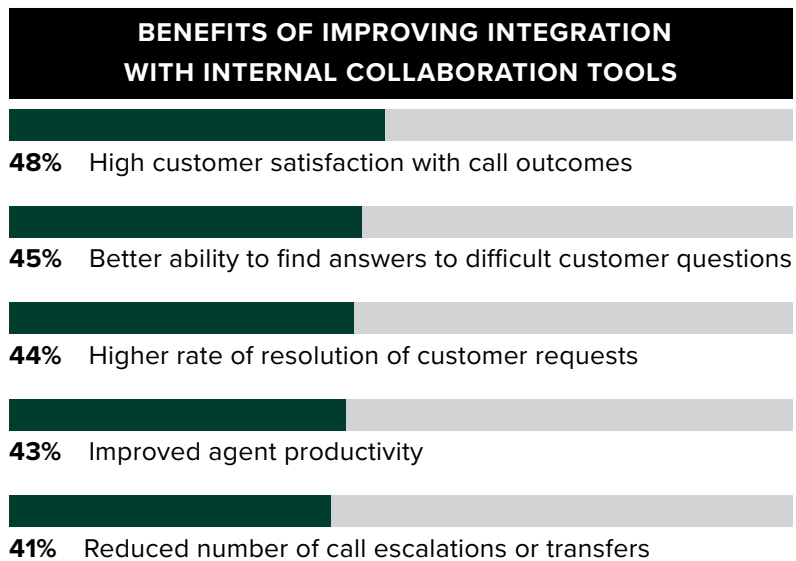 BENEFITS OF IMPROVING INTEGRATION
WITH INTERNAL COLLABORATION TOOLS
48% High customer satisfaction with call outcomes
45% Better ability to find answers to difficult customer questions
44% Higher rate of resolution of customer requests
43% Improved agent productivity
41% Reduced number of call escalations or transfers